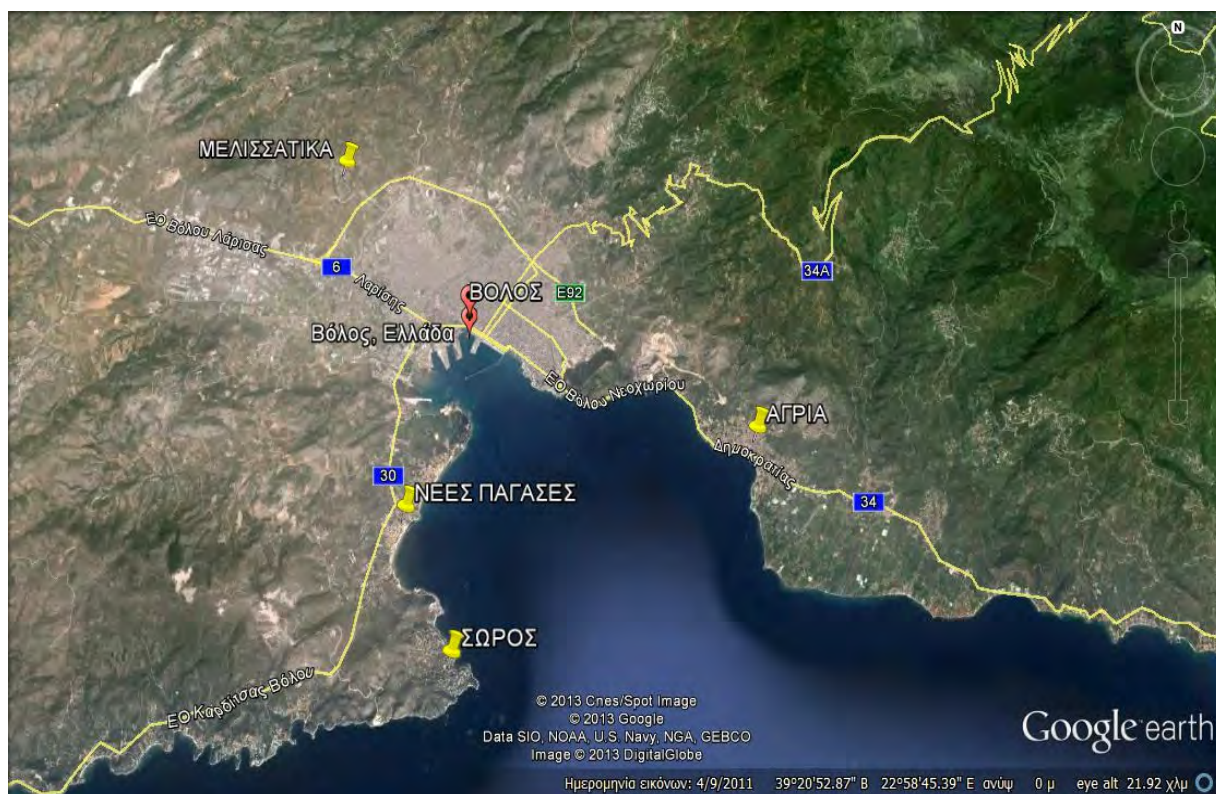 N
ΜΕΛΙΣΣΑΤΙΚΑ
ΕΟ Βόλου Λάρισας
6
34A
Λαρίσης
ΒΟΛΟΣ
E92
Βόλος, Ελλάδα
ΕΟ Βόλου Νεοχωρίου
ΑΓΡΙΑ
Δημοκρατίας
30
ΝΕΕΣ ΠΑΓΑΣΕΣ
34
ΣΩΡΟΣ
ΕΟ Καρδίτσας Βόλου
© 2013 Cnes/Spot Image
© 2013 Google
Data SIO, NOAA, U.S. Navy, NGA, GEBCO
Image © 2013 DigitalGlobe
Google earth
Ημερομηνία εικόνων: 4/9/2011 39°20'52.87" Β 22°58'45.39" Ε ανύψ 0 μ eye alt 21.92 χλμ